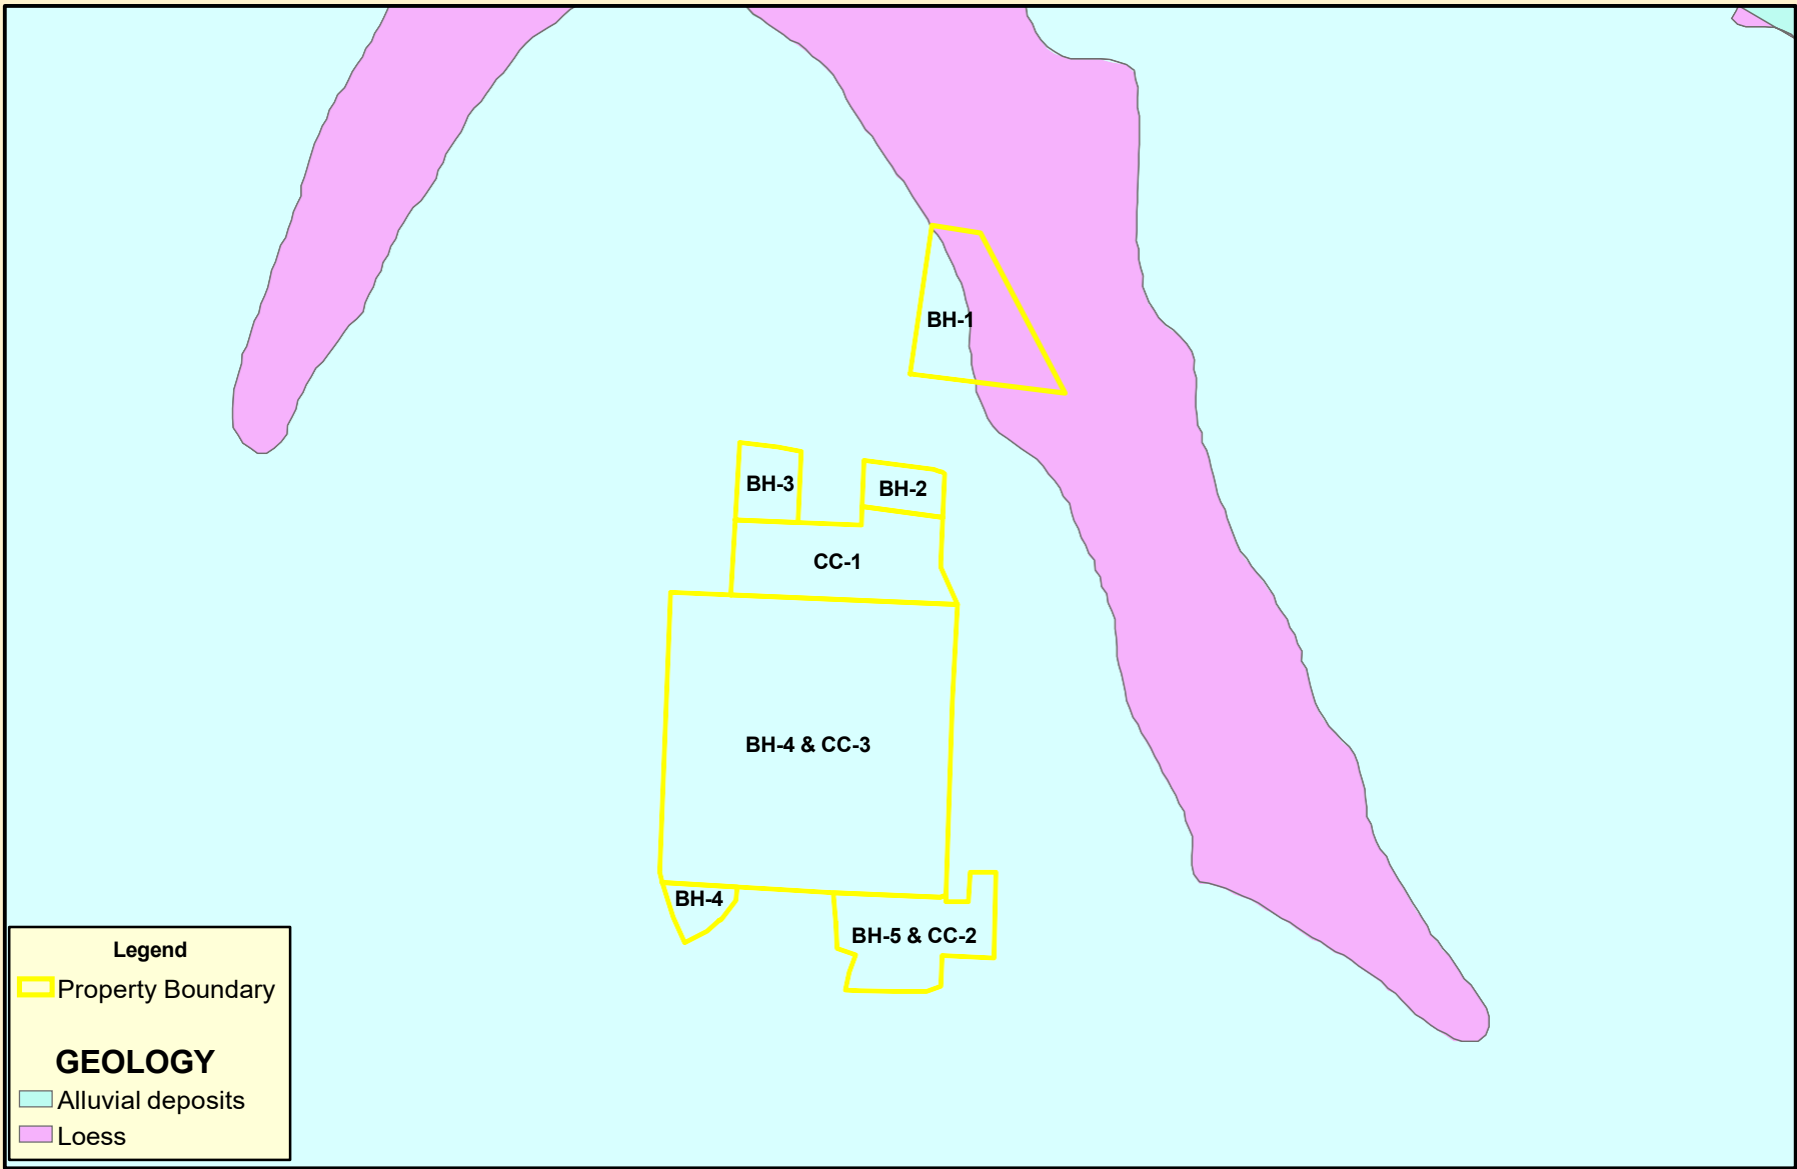 BH-1
BH-3
BH-2
CC-1
BH-4 & CC-3
BH-4
BH-5 & CC-2
Legend
Property Boundary
GEOLOGY
Alluvial deposits
Loess